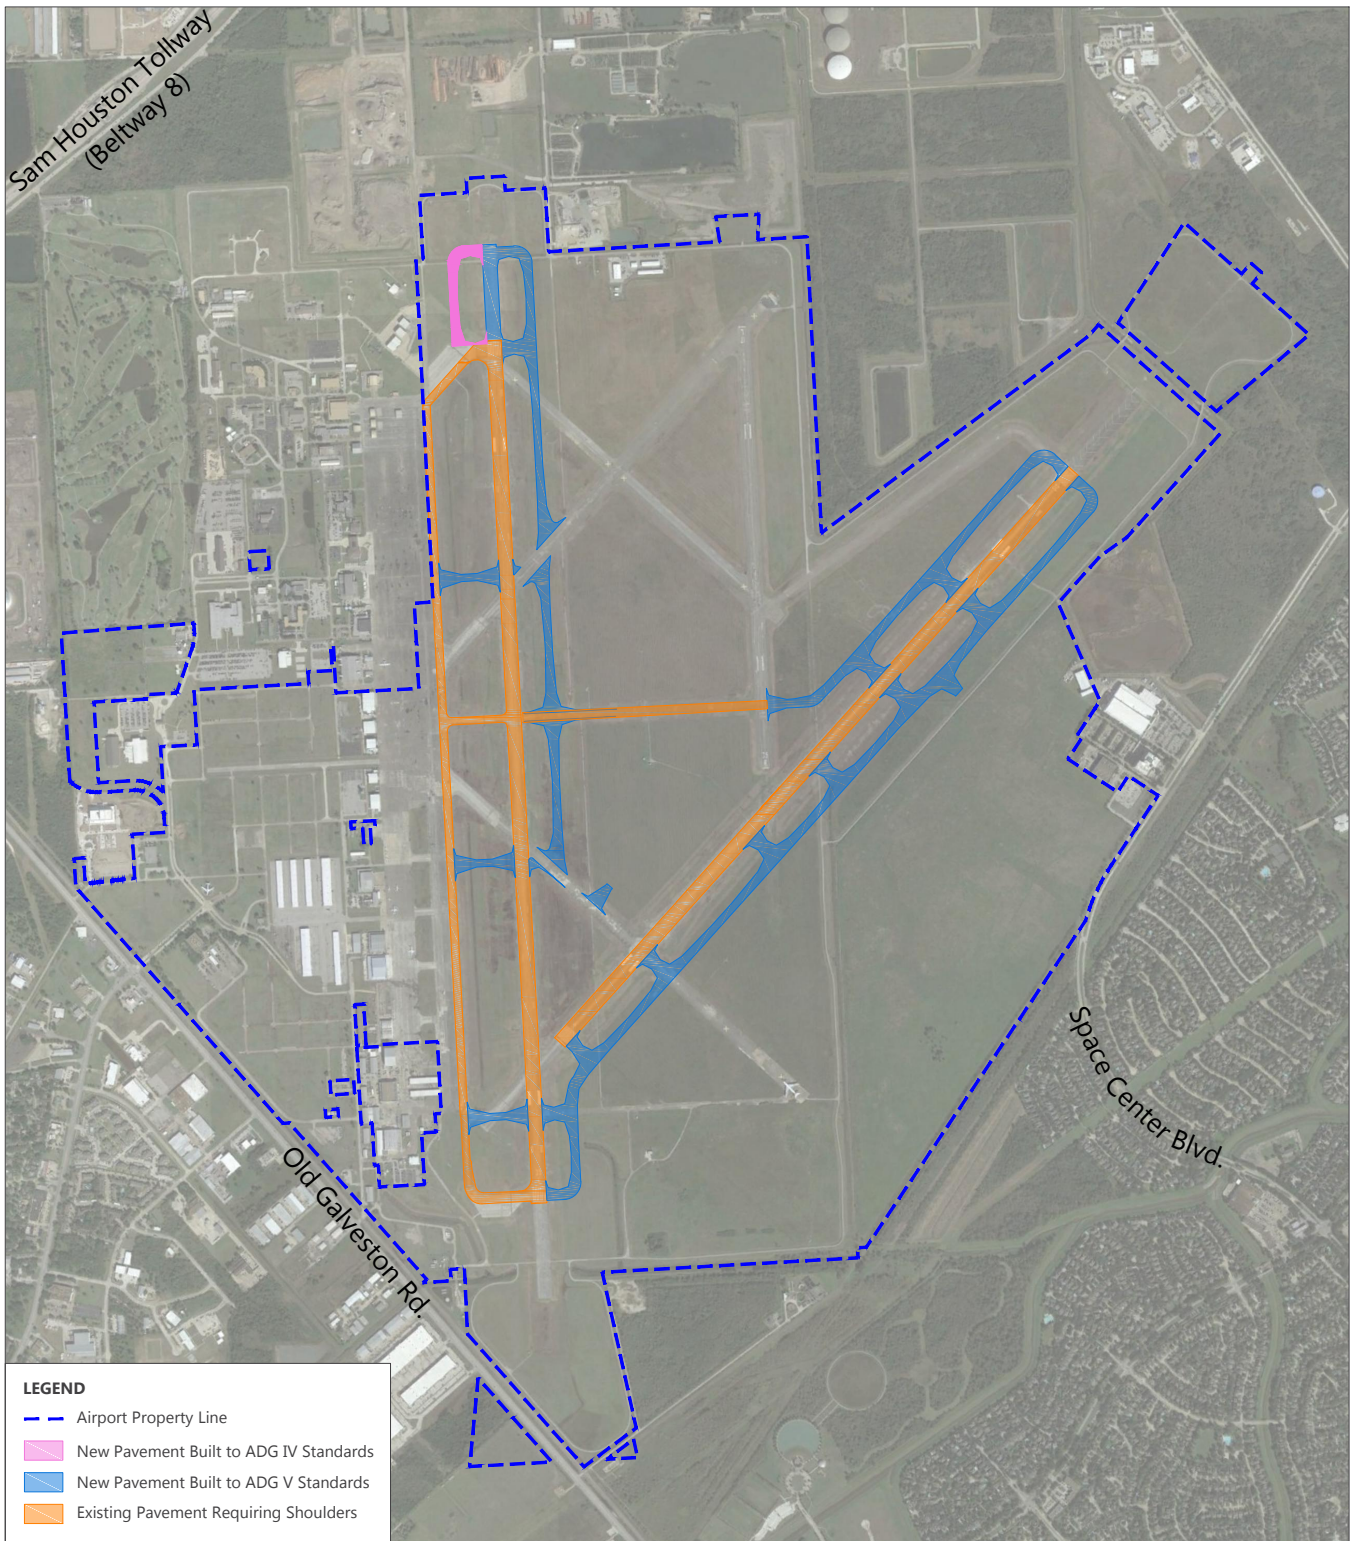 Sam Houston Tollway
(Beltway 8)
Space Center Blvd.
Old Galveston Rd.
LEGEND
Airport Property Line
New Pavement Built to ADG IV Standards
New Pavement Built to ADG V Standards
Existing Pavement Requiring Shoulders